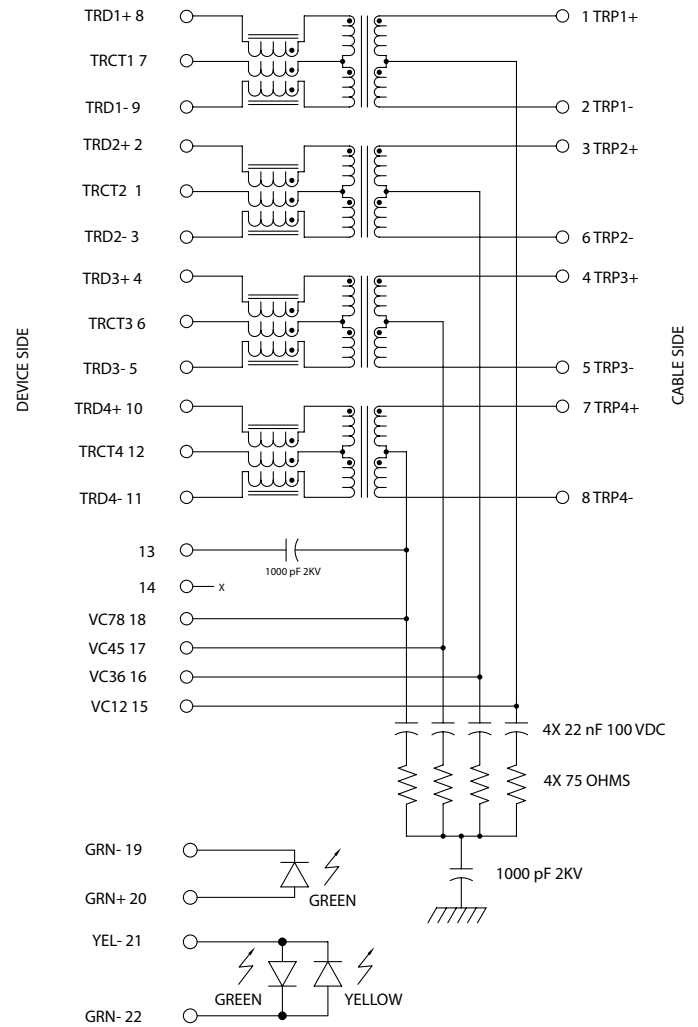 TRD1+ 8
1 TRP1+
TRCT1 7
TRD1- 9
2 TRP1-
TRD2+ 2
3 TRP2+
TRCT2 1
TRD2- 3
6 TRP2-
TRD3+ 4
4 TRP3+
DEVICE SIDE
TRCT3 6
CABLE SIDE
TRD3- 5
5 TRP3-
TRD4+ 10
7 TRP4+
TRCT4 12
TRD4- 11
8 TRP4-
13
1000 pF 2KV
14
X
VC78 18
VC45 17
VC36 16
VC12 15
4X 22 nF 100 VDC
4X 75 OHMS
GRN- 19
1000 pF 2KV
GRN+ 20
GREEN
YEL- 21
GREEN
YELLOW
GRN- 22